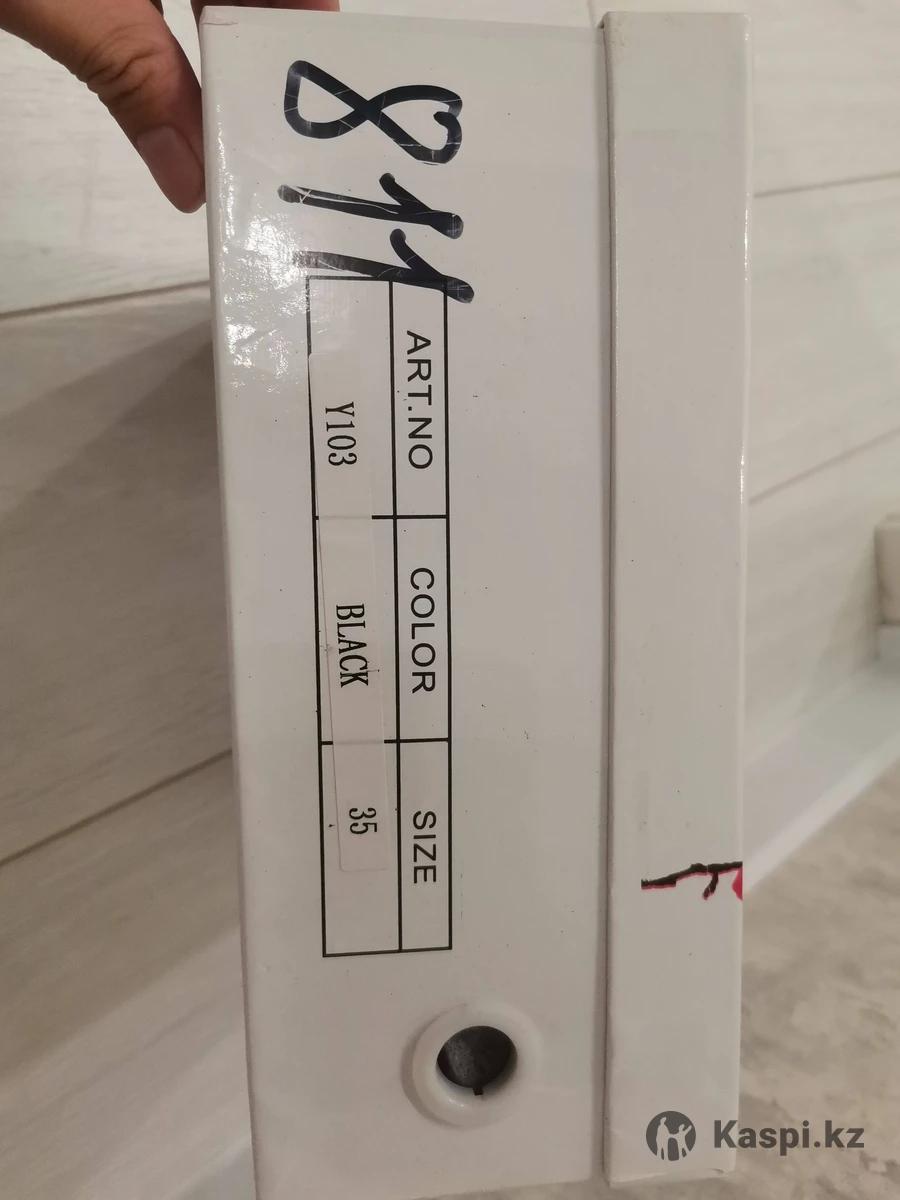 811
ART.NO COLOR SIZE
Y103 BLACK 35
Kaspi.kz